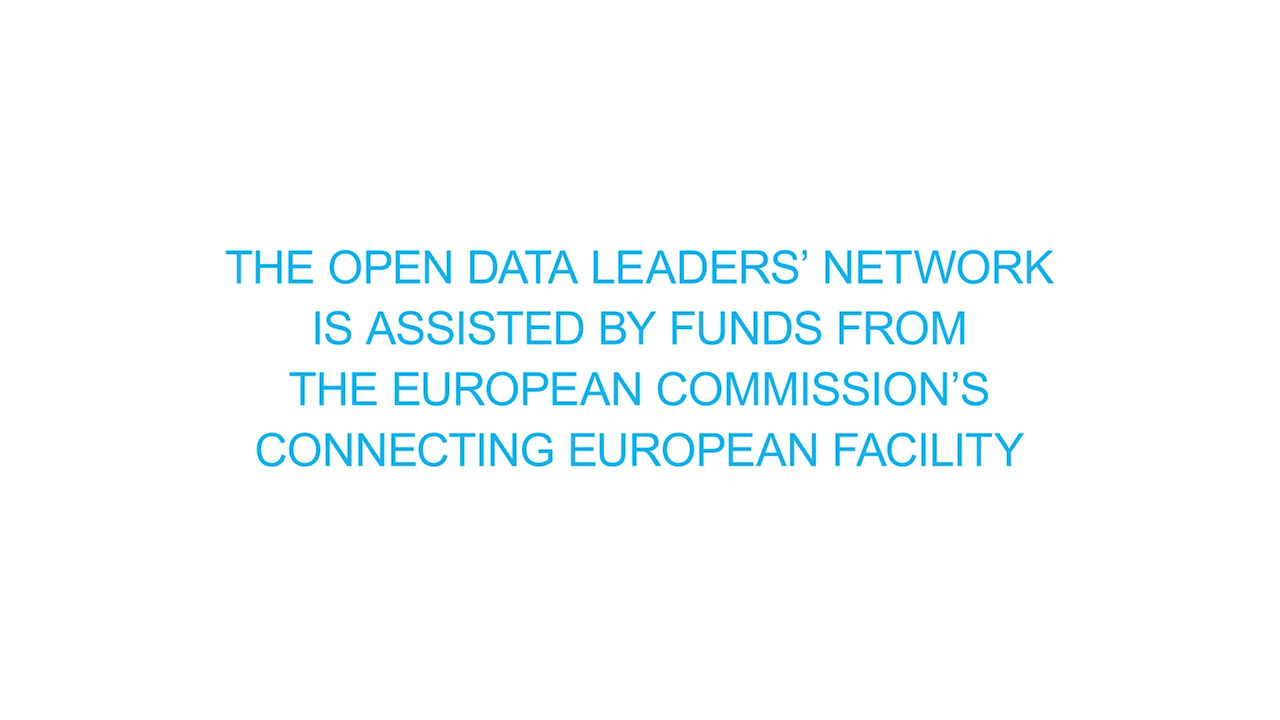 THE OPEN DATA LEADERS’ NETWORK
IS ASSISTED BY FUNDS FROM
THE EUROPEAN COMMISSION’S
CONNECTING EUROPEAN FACILITY